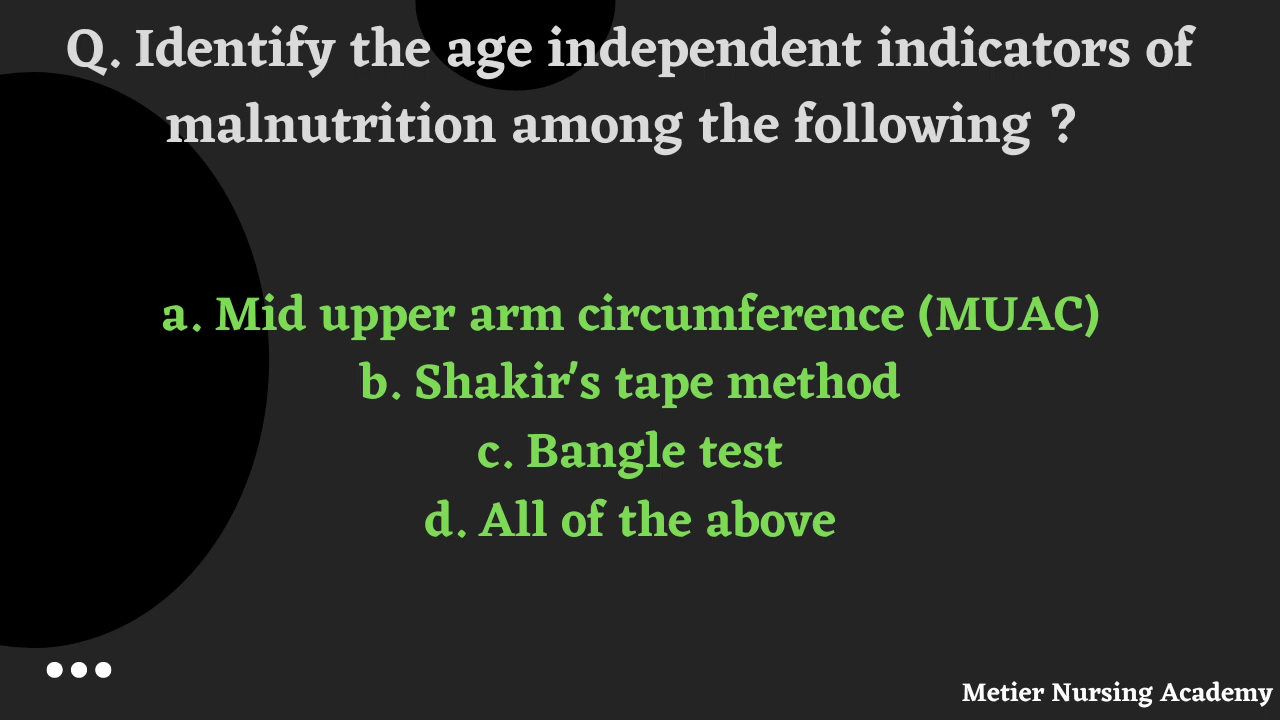 Q. Identify the age independent indicators of
malnutrition among the following ?
a. Mid upper arm circumference (MUAC)
b. Shakir's tape method
c. Bangle test
d. All of the above
Metier Nursing Academy